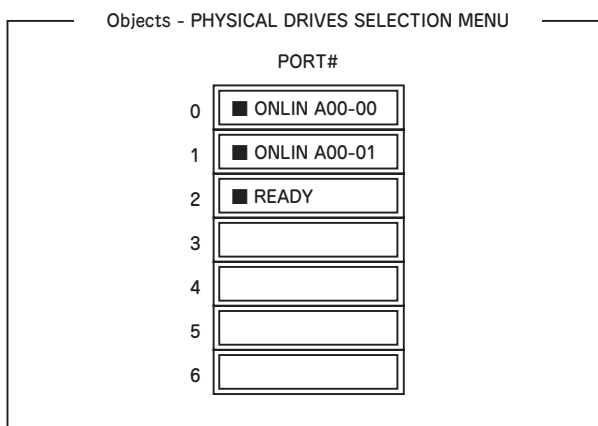 Objects - PHYSICAL DRIVES SELECTION MENU
PORT#
0 ■ ONLIN A00-00
1 ■ ONLIN A00-01
2 ■ READY
3
4
5
6